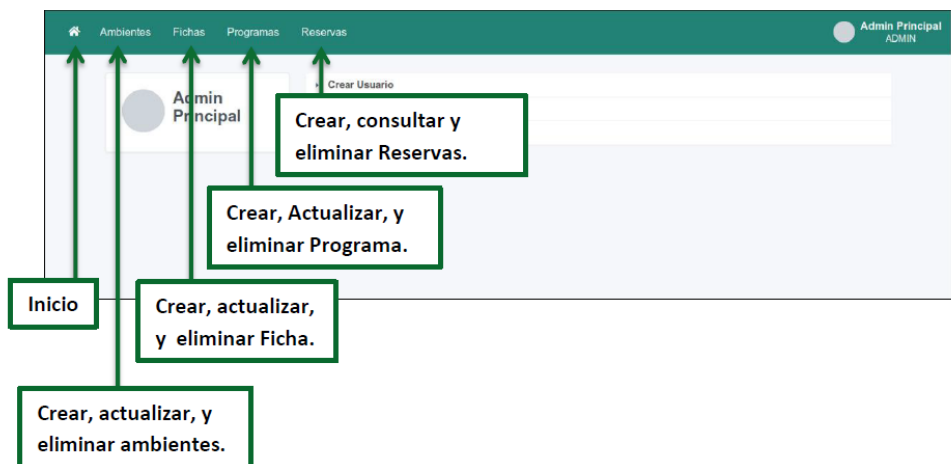 Ambientes Fichas Programas Reservas
Admin Principal
ADMIN
Admin
Principal
Crear Usuario
Crear, consultar y
eliminar Reservas.
Crear, Actualizar, y
eliminar Programa.
Inicio
Crear, actualizar,
y eliminar Ficha.
Crear, actualizar, y
eliminar ambientes.